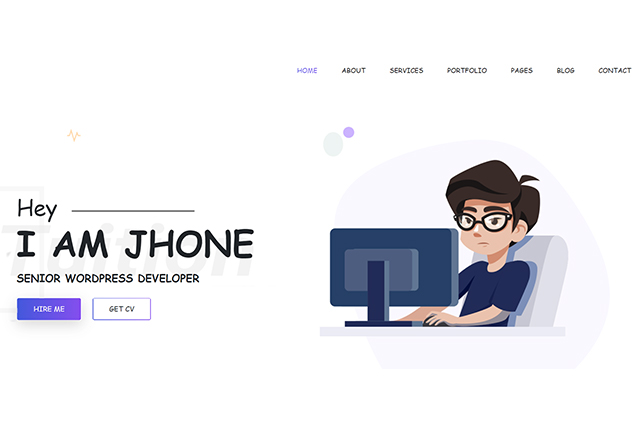 HOME ABOUT SERVICES PORTFOLIO PAGES BLOG CONTACT
Hey
I AM JHONE
SENIOR WORDPRESS DEVELOPER
HIRE ME GET CV